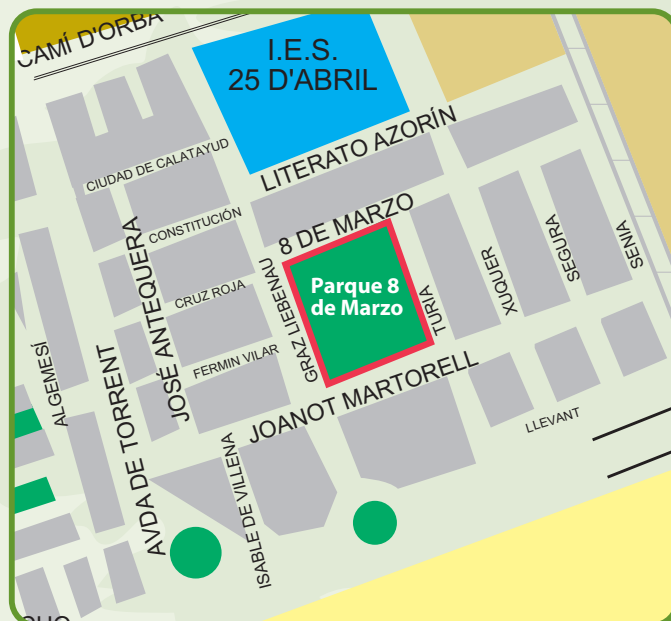 CAMÍ D'ORBA
I.E.S.
25 D'ABRIL
LITERATO AZORÍN
CIUDAD DE CALATAYUD
CONSTITUCIÓN
8 DE MARZO
CRUZ ROJA
FERMIN VILAR
GRAZ LIEBENAU
Parque 8
de Marzo
TURIA
XUQUER
SEGURA
SENIA
JOSÉ ANTEQUERA
ALGEMESÍ
AVDA DE TORRENT
JOANOT MARTORELL
ISABLE DE VILLENA
LLEVANT